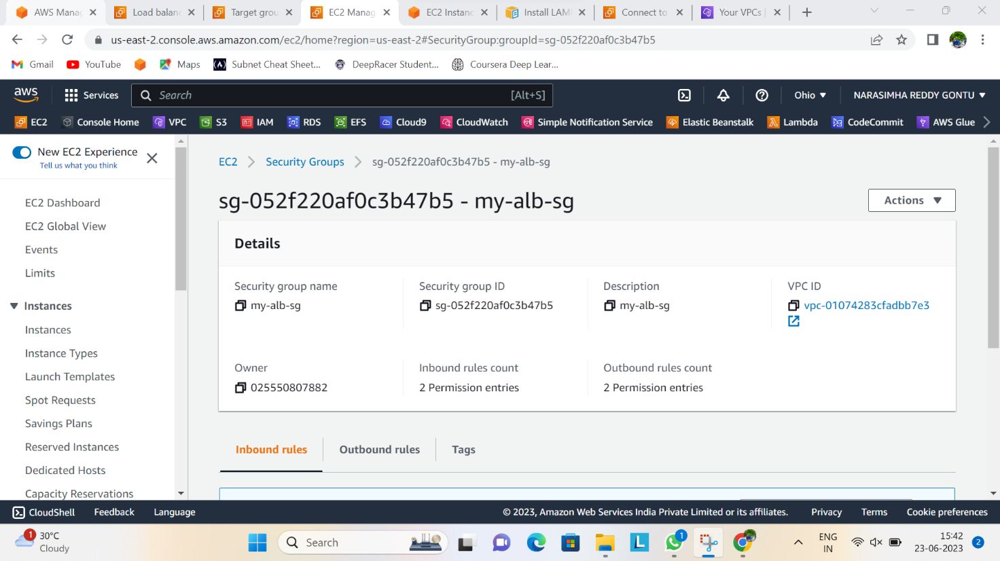 AWS Manag
Load balanc
Target grou
EC2 Manag
EC2 Instanc
Install LAM
Connect to
Your VPCs
us-east-2.console.aws.amazon.com/ec2/home?region=us-east-2#SecurityGroup:groupId=sg-052f220af0c3b47b5
Gmail
YouTube
Maps
Subnet Cheat Sheet...
DeepRacer Student...
Coursera Deep Lear...
aws
Services
Search
[Alt+S]
Ohio
NARASIMHA REDDY GONTU
EC2
Console Home
VPC
S3
IAM
RDS
EFS
Cloud9
CloudWatch
Simple Notification Service
Elastic Beanstalk
Lambda
CodeCommit
AWS Glue
New EC2 Experience
Tell us what you think
EC2 Dashboard
EC2 Global View
Events
Limits
Instances
Instances
Instance Types
Launch Templates
Spot Requests
Savings Plans
Reserved Instances
Dedicated Hosts
Capacity Reservations
EC2
Security Groups
sg-052f220af0c3b47b5 - my-alb-sg
sg-052f220af0c3b47b5 - my-alb-sg
Actions
Details
Security group name
my-alb-sg
Security group ID
sg-052f220af0c3b47b5
Description
my-alb-sg
VPC ID
vpc-01074283cfadbb7e3
Owner
025550807882
Inbound rules count
2 Permission entries
Outbound rules count
2 Permission entries
Inbound rules
Outbound rules
Tags
CloudShell
Feedback
Language
© 2023, Amazon Web Services India Private Limited or its affiliates.
Privacy
Terms
Cookie preferences
1
30°C
Cloudy
Search
L
1
ENG
IN
15:42
23-06-2023
2